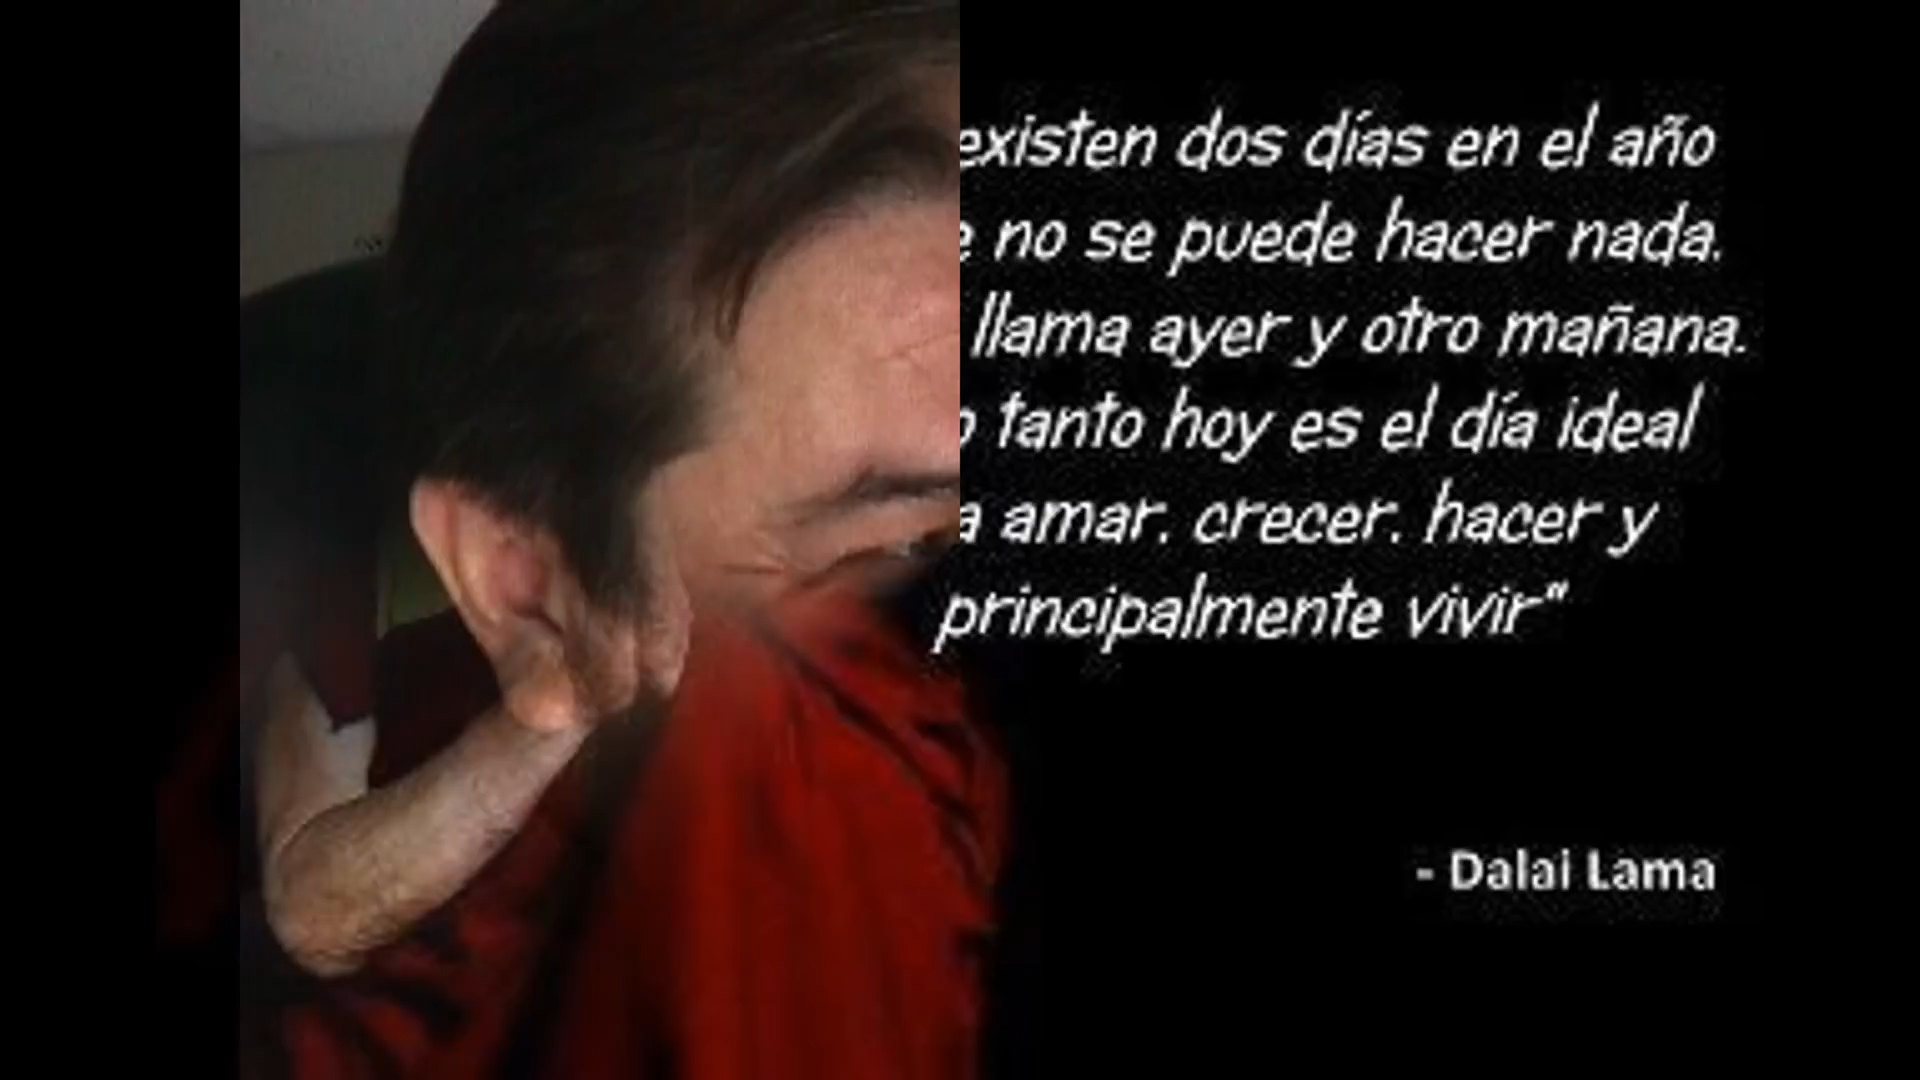 existen dos días en el año
e no se puede hacer nada.
llama ayer y otro mañana.
o tanto hoy es el día ideal
a amar. crecer. hacer y
principalmente vivir"
- Dalai Lama